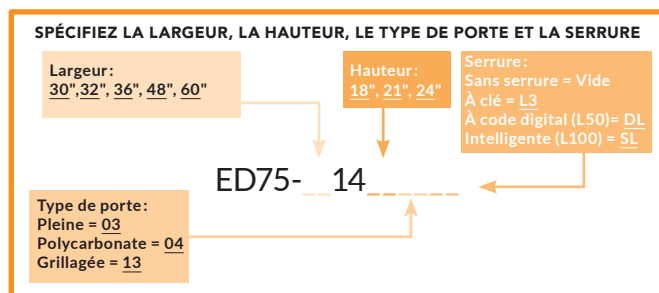 SPÉCIFIEZ LA LARGEUR, LA HAUTEUR, LE TYPE DE PORTE ET LA SERRURE
Largeur:
30",32", 36", 48", 60"
Hauteur:
18", 21", 24"
Serrure:
Sans serrure = Vide
À clé = L3
À code digital (L50)= DL
Intelligente (L100) = SL
ED75-__14______
Type de porte:
Pleine = 03
Polycarbonate = 04
Grillagée = 13